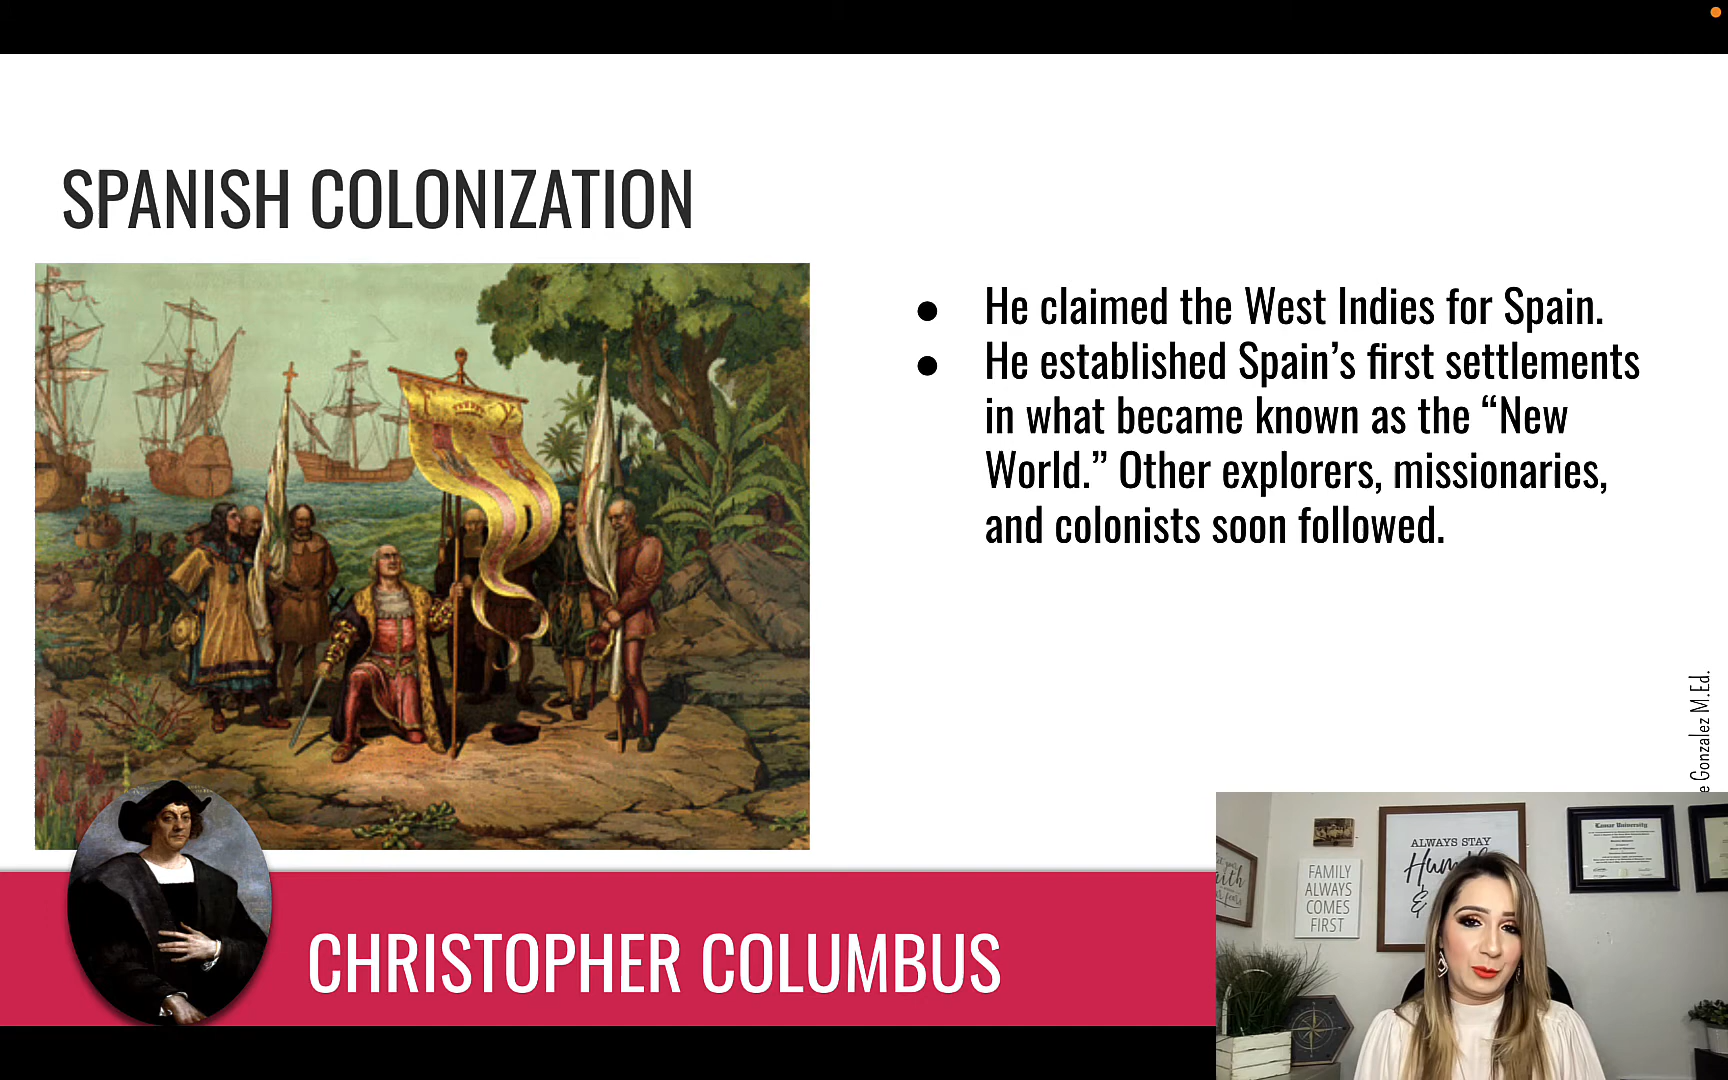 SPANISH COLONIZATION
● He claimed the West Indies for Spain.
● He established Spain’s first settlements
in what became known as the “New
World.” Other explorers, missionaries,
and colonists soon followed.
e Gonzalez M.Ed.
CHRISTOPHER COLUMBUS
ALWAYS STAY
&
FAMILY
ALWAYS
COMES
FIRST
Lamar University